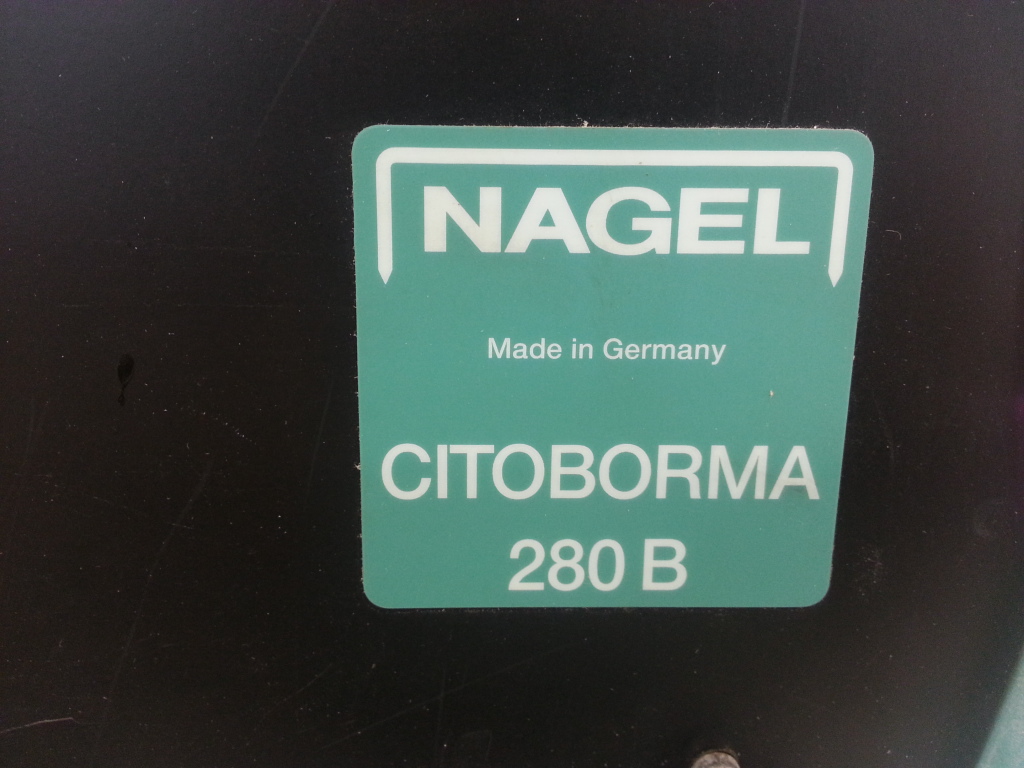 NAGEL
Made in Germany
CITOBORMA
280 B